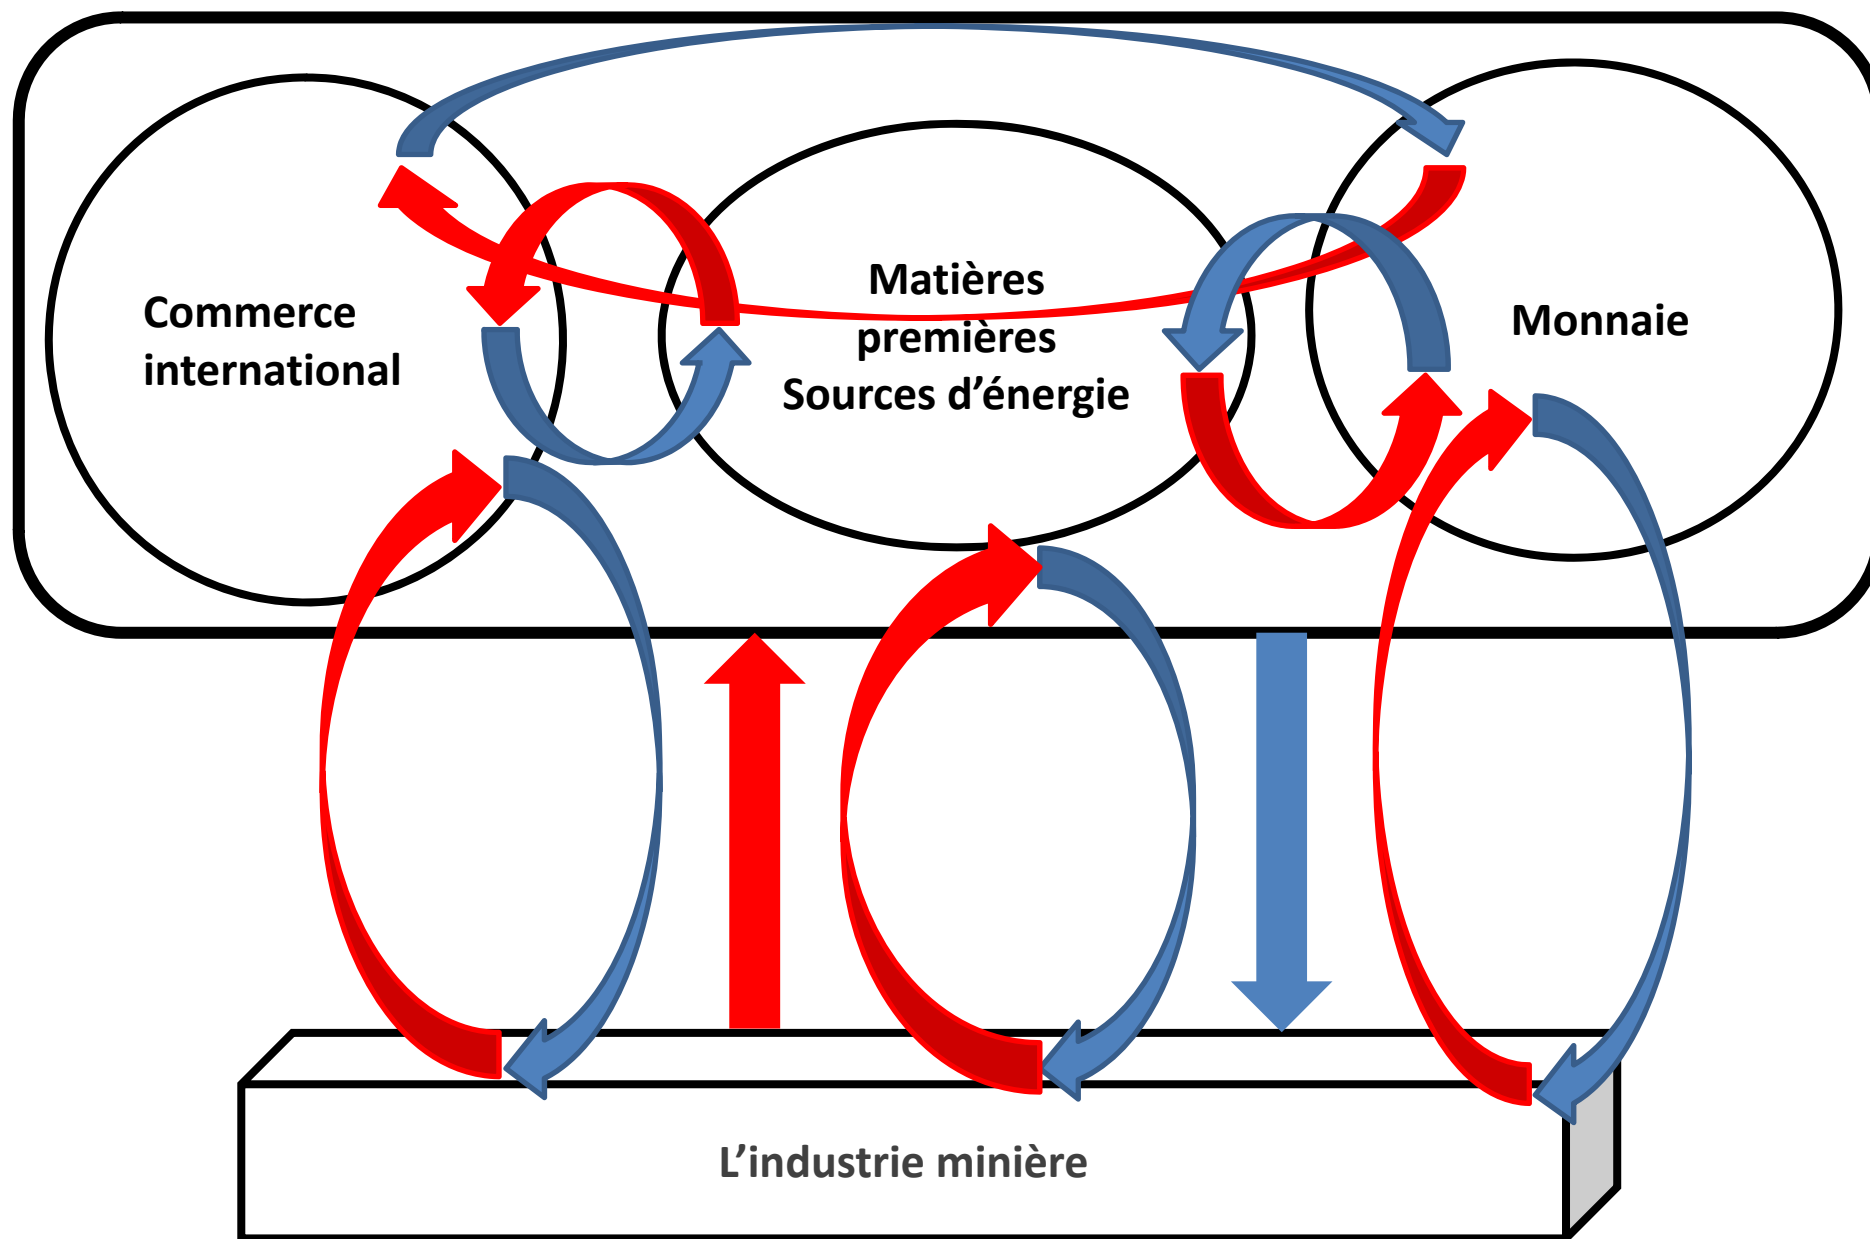 Commerce
international
Matières
premières
Sources d’énergie
Monnaie
L’industrie minière